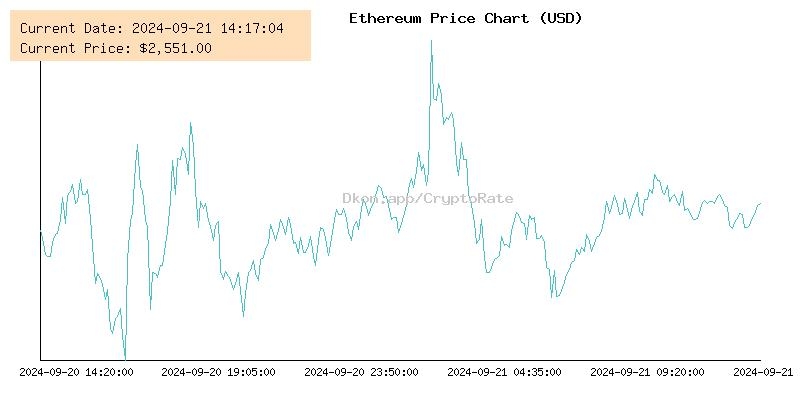 Ethereum Price Chart (USD)
Current Date: 2024-09-21 14:17:04
Current Price: $2,551.00
Dkon.app/CryptoRate
2024-09-20 14:20:00
2024-09-20 19:05:00
2024-09-20 23:50:00
2024-09-21 04:35:00
2024-09-21 09:20:00
2024-09-21